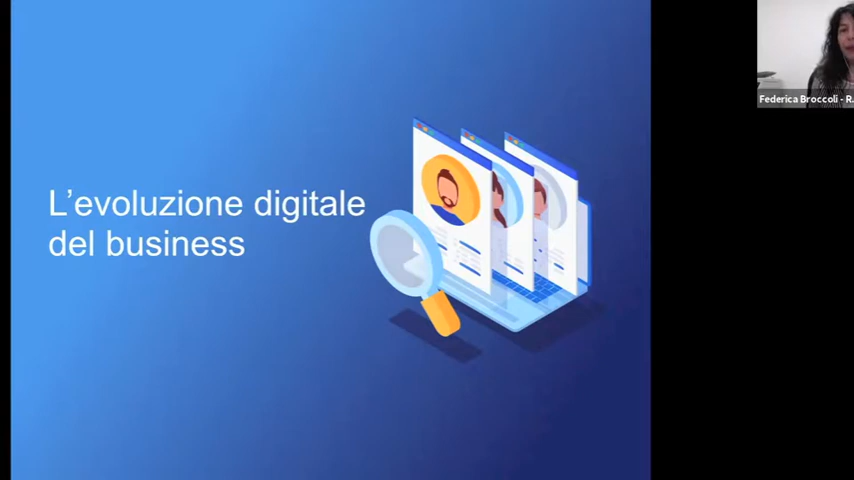 L'evoluzione digitale
del business
Federica Broccoli - R.